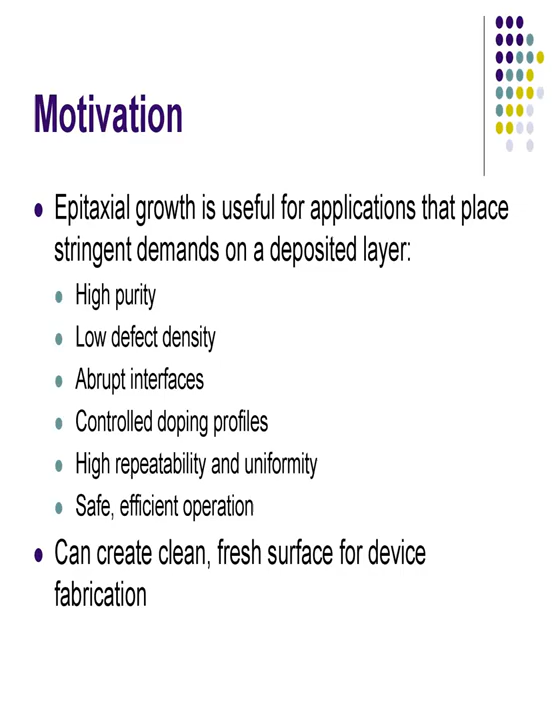 Motivation
Epitaxial growth is useful for applications that place
stringent demands on a deposited layer:
High purity
Low defect density
Abrupt interfaces
Controlled doping profiles
High repeatability and uniformity
Safe, efficient operation
Can create clean, fresh surface for device
fabrication